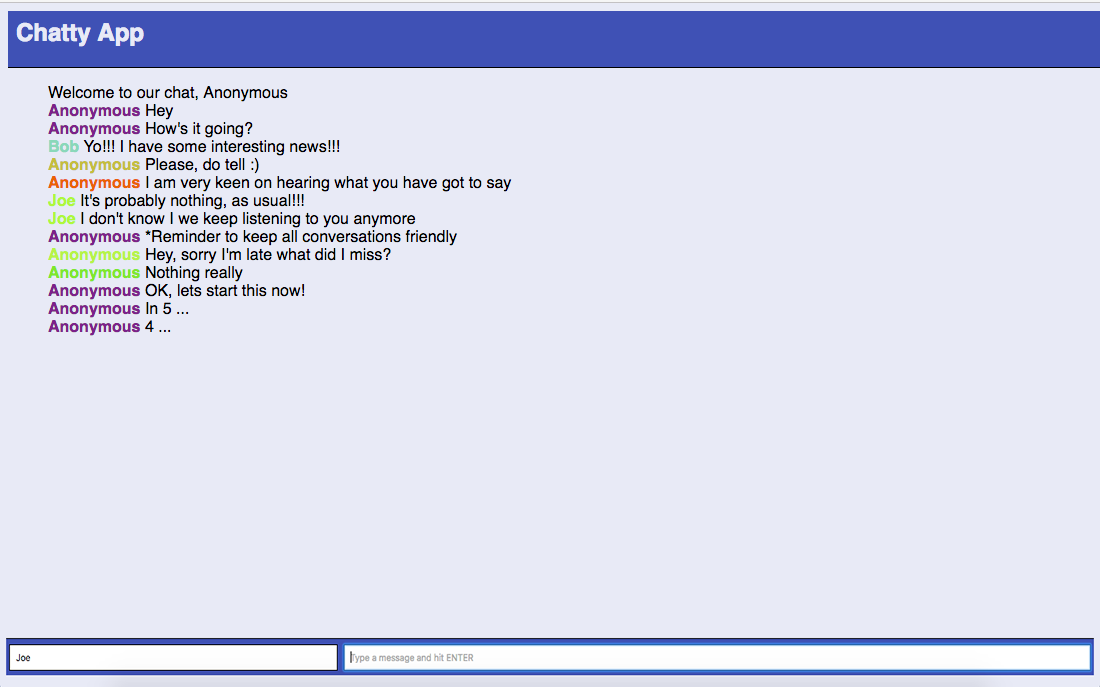 Chatty App
Welcome to our chat, Anonymous
Anonymous Hey
Anonymous How's it going?
Bob Yo!!! I have some interesting news!!!
Anonymous Please, do tell :)
Anonymous I am very keen on hearing what you have got to say
Joe It's probably nothing, as usual!!!
Joe I don't know I we keep listening to you anymore
Anonymous *Reminder to keep all conversations friendly
Anonymous Hey, sorry I'm late what did I miss?
Anonymous Nothing really
Anonymous OK, lets start this now!
Anonymous In 5 ...
Anonymous 4 ...
Joe
Type a message and hit ENTER